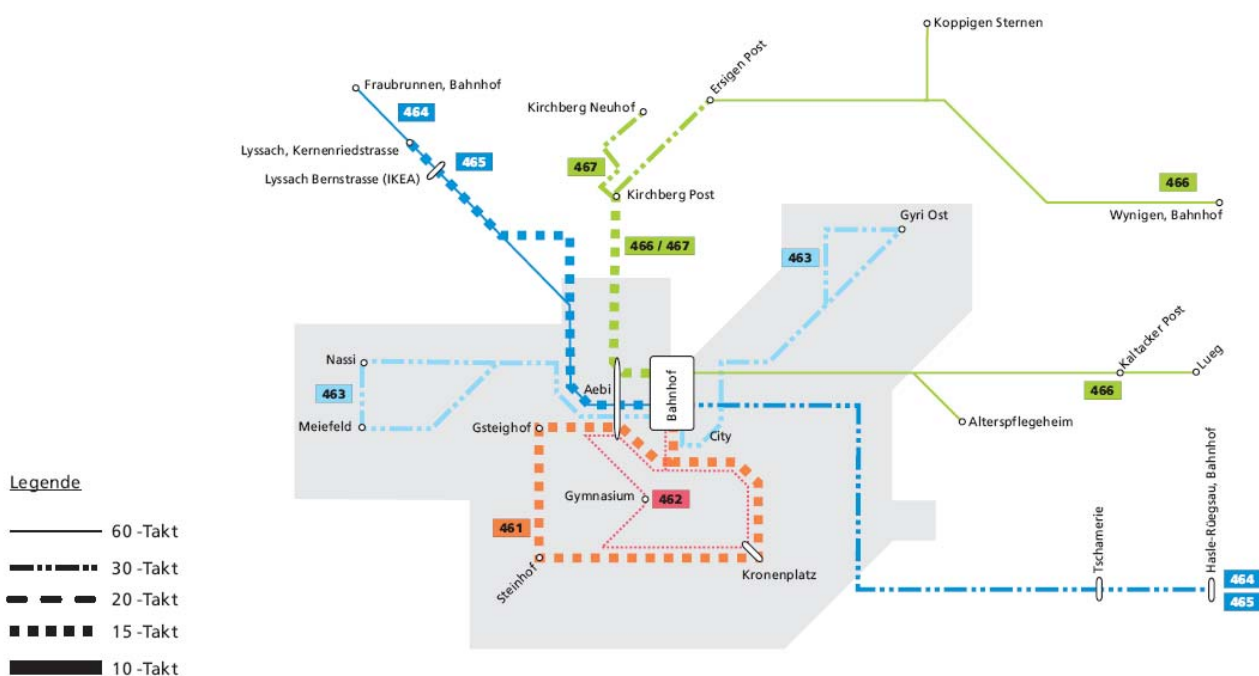 Koppigen Sternen
Ersigen Post
Fraubrunnen, Bahnhof
Kirchberg Neuhof
464
Lyssach, Kernenriedstrasse
465
467
Lyssach Bernstrasse (IKEA)
466
Kirchberg Post
Wynigen, Bahnhof
Gyri Ost
466 / 467
463
Kaltacker Post
Lueg
Nassi
Aebi
Bahnhof
463
466
Meiefeld
Gsteighof
City
Alterspflegeheim
Hasle-Rüegsau, Bahnhof
Legende
Gymnasium
462
461
60 -Takt
Tschamerie
30 -Takt
Steinhof
Kronenplatz
464
20 -Takt
465
15 -Takt
10 -Takt